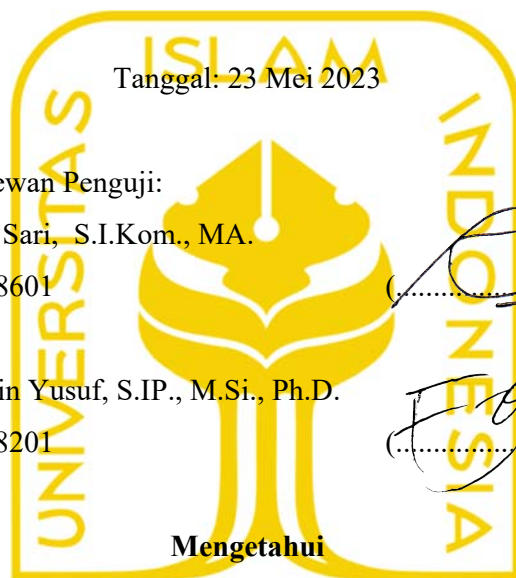 ISLAM
UNIVERSITAS
INDONESIA
Tanggal: 23 Mei 2023
ewan Penguji:
Sari, S.I.Kom., MA.
8601 (..................
in Yusuf, S.IP., M.Si., Ph.D.
8201 (..................
Mengetahui